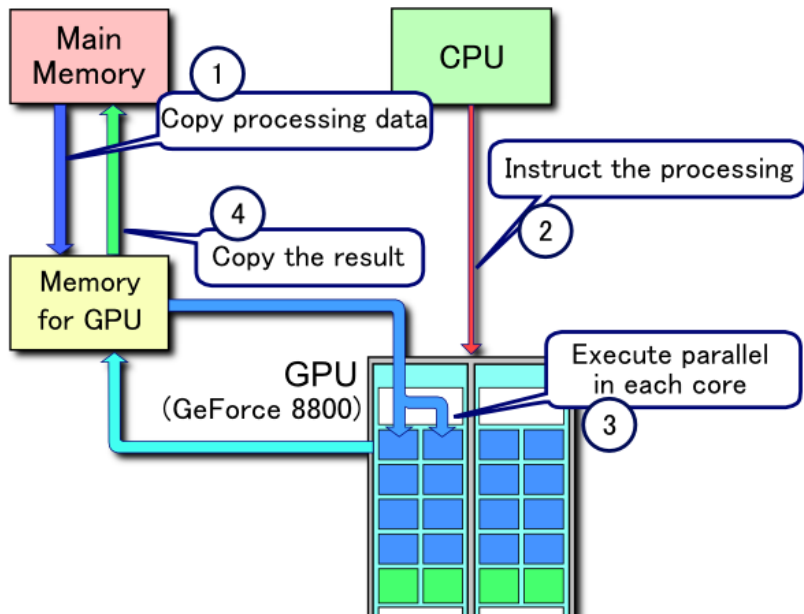 Main
Memory
CPU
1
Copy processing data
Instruct the processing
2
4
Copy the result
Memory
for GPU
GPU
(GeForce 8800)
Execute parallel
in each core
3